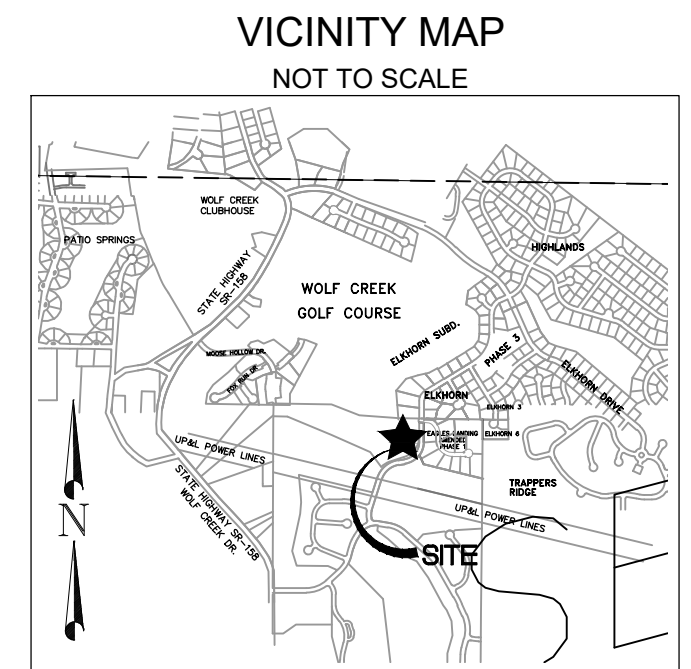 VICINITY MAP
NOT TO SCALE
WOLF CREEK
CLUBHOUSE
PATIO SPRINGS
HIGHLANDS
STATE HIGHWAY
SR-158
WOLF CREEK
GOLF COURSE
ELKHORN SUBD.
PHASE 3
MOOSE HOLLOW DR.
FOX RUN DR.
ELKHORN DRIVE
ELKHORN
ELKHORN 3
EAGLES LANDING
AMENDED
PHASE 1
ELKHORN 6
UP&L POWER LINES
STATE HIGHWAY SR-158
WOLF CREEK DR.
TRAPPERS
RIDGE
UP&L POWER LINES
N
SITE